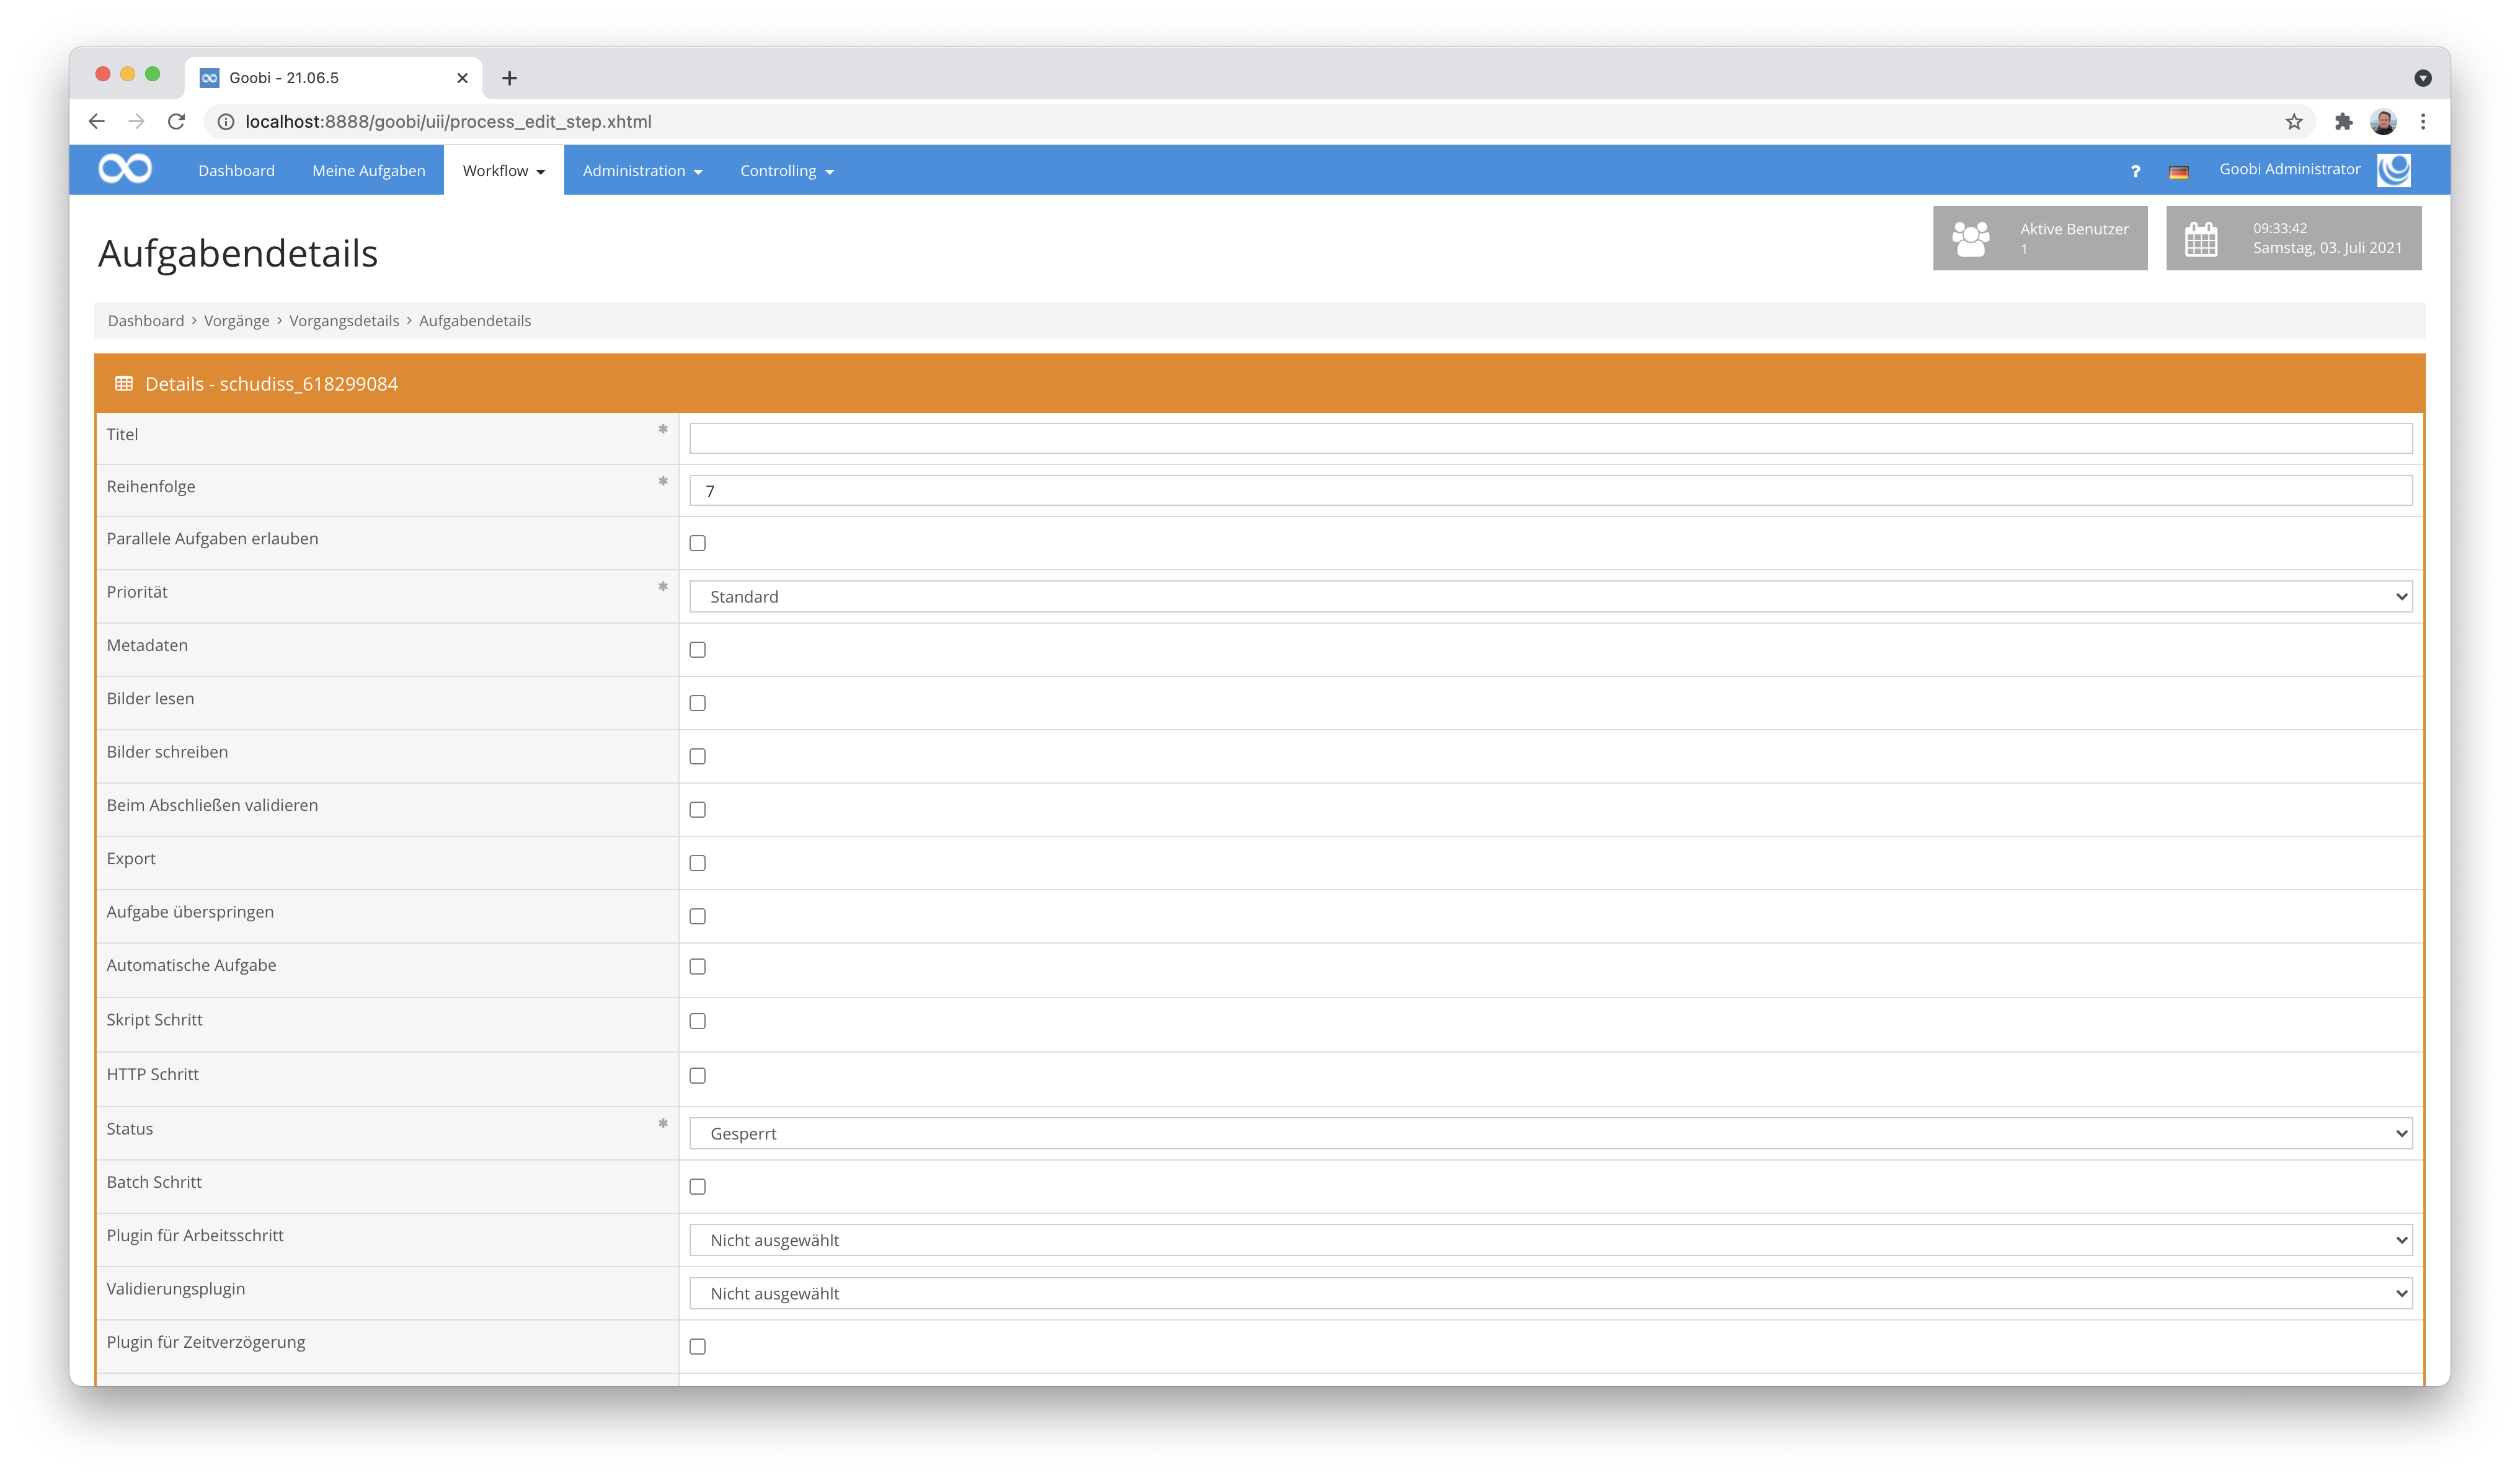 Goobi - 21.06.5
localhost:8888/goobi/uii/process_edit_step.xhtml
Dashboard Meine Aufgaben Workflow Administration Controlling ? Goobi Administrator
Aufgabendetails
Aktive Benutzer
1
09:33:42
Samstag, 03. Juli 2021
Dashboard > Vorgänge > Vorgangsdetails > Aufgabendetails
Details - schudiss_618299084
Titel *
Reihenfolge * 7
Parallele Aufgaben erlauben
Priorität * Standard
Metadaten
Bilder lesen
Bilder schreiben
Beim Abschließen validieren
Export
Aufgabe überspringen
Automatische Aufgabe
Skript Schritt
HTTP Schritt
Status * Gesperrt
Batch Schritt
Plugin für Arbeitsschritt Nicht ausgewählt
Validierungsplugin Nicht ausgewählt
Plugin für Zeitverzögerung